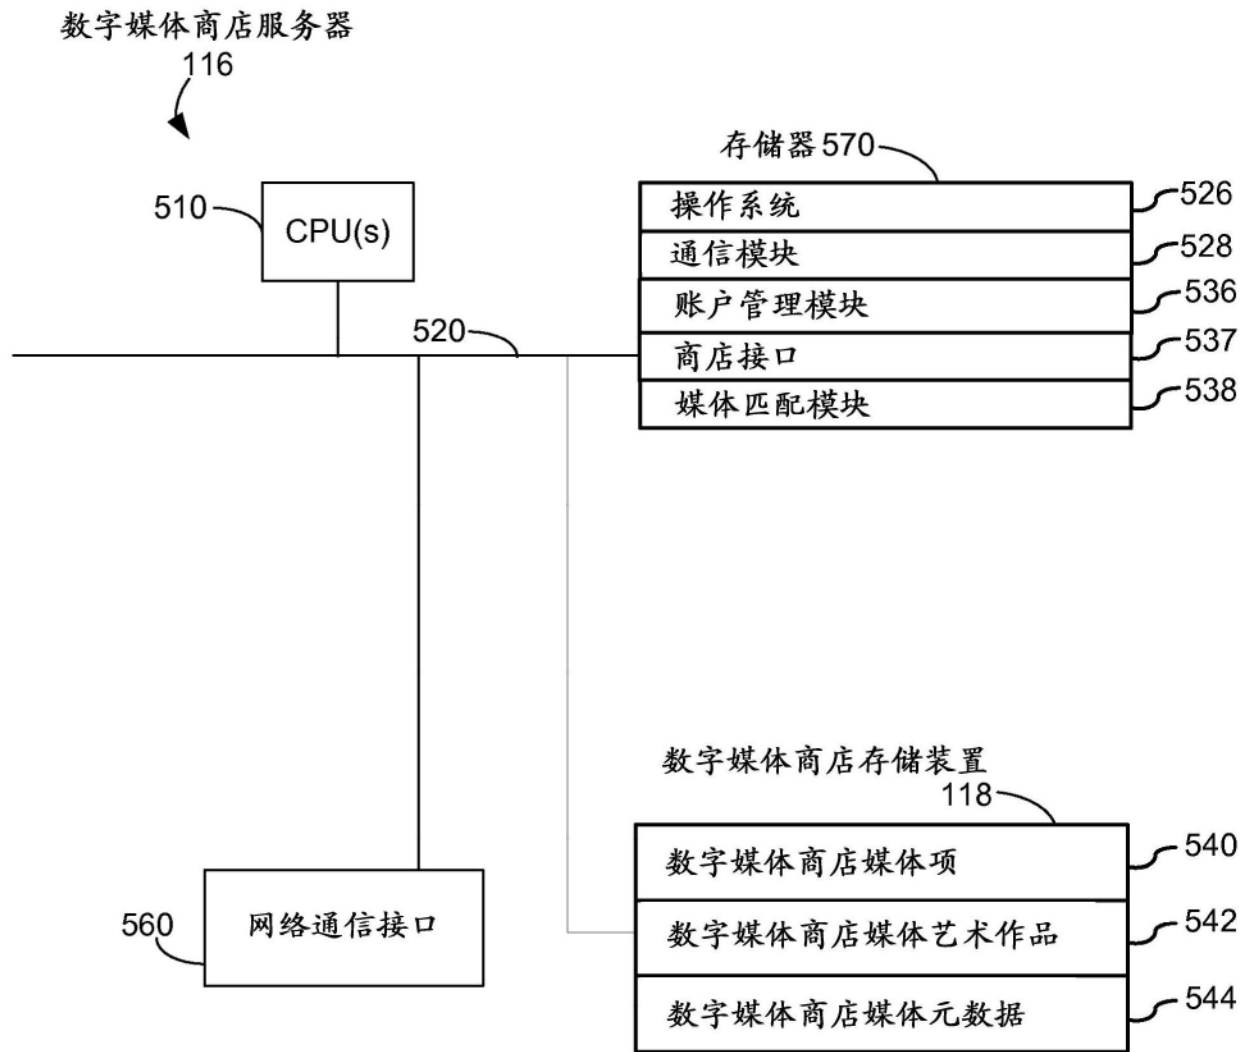 数字媒体商店服务器
116
存储器570
510
CPU(s)
操作系统
526
通信模块
528
账户管理模块
536
520
商店接口
537
媒体匹配模块
538
数字媒体商店存储装置
118
数字媒体商店媒体项
540
560
网络通信接口
数字媒体商店媒体艺术作品
542
数字媒体商店媒体元数据
544